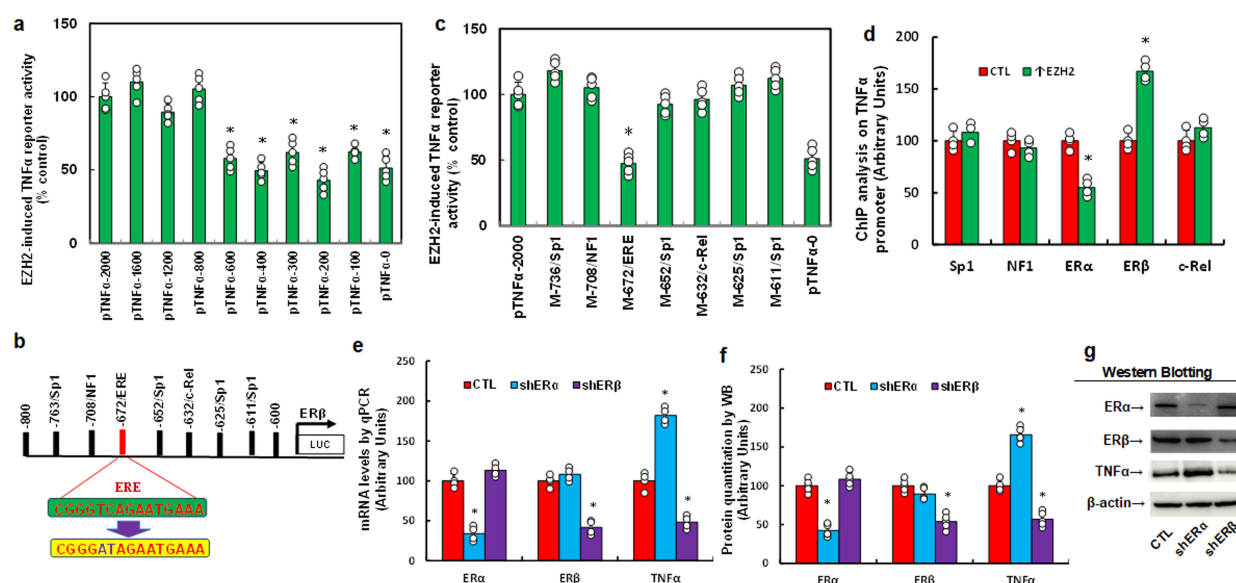 a
EZH2-induced TNFα reporter activity
(% control)
150
100
50
0
pTNFα-2000
pTNFα-1600
pTNFα-1200
pTNFα-800
pTNFα-600
pTNFα-400
pTNFα-300
pTNFα-200
pTNFα-100
pTNFα-0
* * * * * *
c
EZH2-induced TNFα reporter
activity (% control)
150
100
50
0
*
pTNFα-2000
M-736/Sp1
M-708/NF1
M-672/ERE
M-652/Sp1
M-632/c-Rel
M-625/Sp1
M-611/Sp1
pTNFα-0
d
ChIP analysis on TNFα
promoter (Arbitrary Units)
200
150
100
50
0
CTL ↑EZH2
* *
Sp1 NF1 ERα ERβ c-Rel
b
-800
-763/Sp1
-708/NF1
-672/ERE
-652/Sp1
-632/c-Rel
-625/Sp1
-611/Sp1
-600
ERβ
LUC
ERE
CGGGTCAGAATGAAA
CGGGATAGAATGAAA
e
mRNA levels by qPCR
(Arbitrary Units)
250
200
150
100
50
0
CTL shERα shERβ
* * * *
ERα ERβ TNFα
f
Protein quantitation by WB
(Arbitrary Units)
250
200
150
100
50
0
CTL shERα shERβ
* * * *
ERα ERβ TNFα
g
Western Blotting
ERα→
ERβ→
TNFα→
β-actin→
CTL shERα shERβ